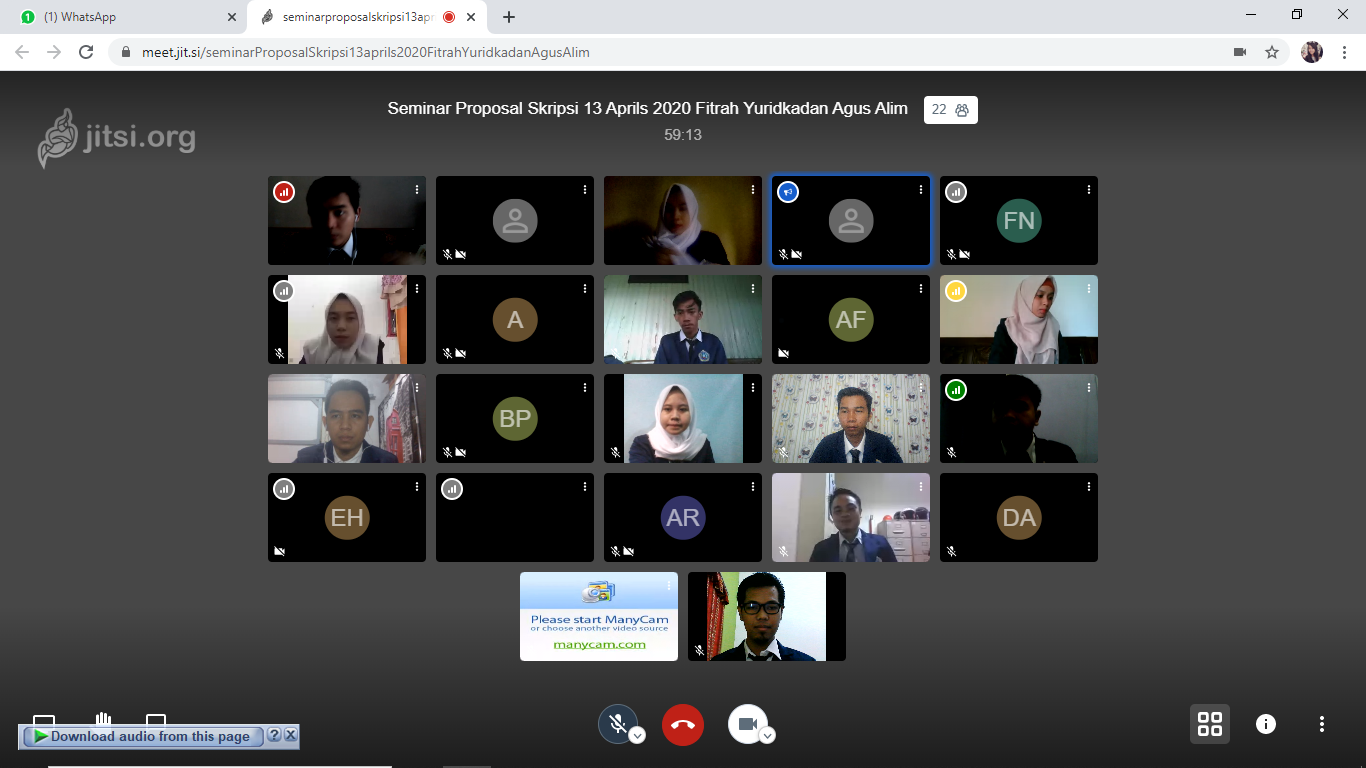 (1) WhatsApp
seminarproposalskripsi13apr
meet.jit.si/seminarProposalSkripsi13aprils2020FitrahYuridkadanAgusAlim
jitsi.org
Seminar Proposal Skripsi 13 Aprils 2020 Fitrah Yuridkadan Agus Alim
22
59:13
FN
A
AF
BP
EH
AR
DA
Please start ManyCam
or choose another video source
manycam.com
Download audio from this page